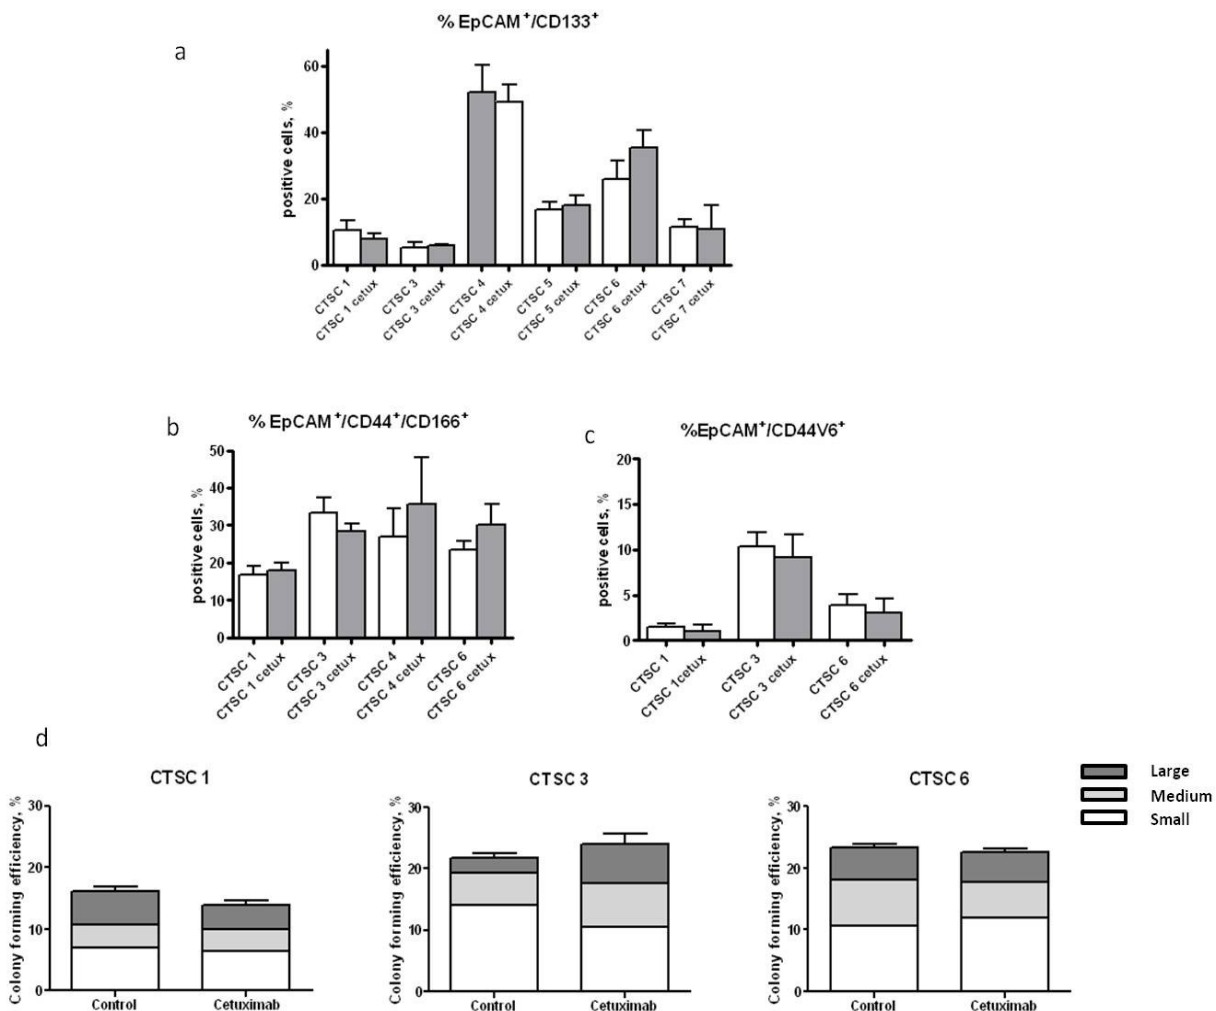 % EpCAM⁺/CD133⁺
a
positive cells, %
60
40
20
0
CTSC 1
CTSC 1 cetux
CTSC 3
CTSC 3 cetux
CTSC 4
CTSC 4 cetux
CTSC 5
CTSC 5 cetux
CTSC 6
CTSC 6 cetux
CTSC 7
CTSC 7 cetux
b
% EpCAM⁺/CD44⁺/CD166⁺
positive cells, %
50
40
30
20
10
0
CTSC 1
CTSC 1 cetux
CTSC 3
CTSC 3 cetux
CTSC 4
CTSC 4 cetux
CTSC 6
CTSC 6 cetux
c
%EpCAM⁺/CD44V6⁺
positive cells, %
20
15
10
5
0
CTSC 1
CTSC 1cetux
CTSC 3
CTSC 3 cetux
CTSC 6
CTSC 6 cetux
d
CTSC 1
Colony forming efficiency, %
30
20
10
0
Control
Cetuximab
CTSC 3
Colony forming efficiency, %
30
20
10
0
Control
Cetuximab
CTSC 6
Colony forming efficiency, %
30
20
10
0
Control
Cetuximab
Large
Medium
Small